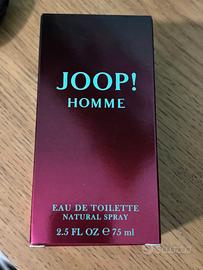 JOOP!
HOMME
EAU DE TOILETTE
NATURAL SPRAY
2.5 FL OZ e 75 ml